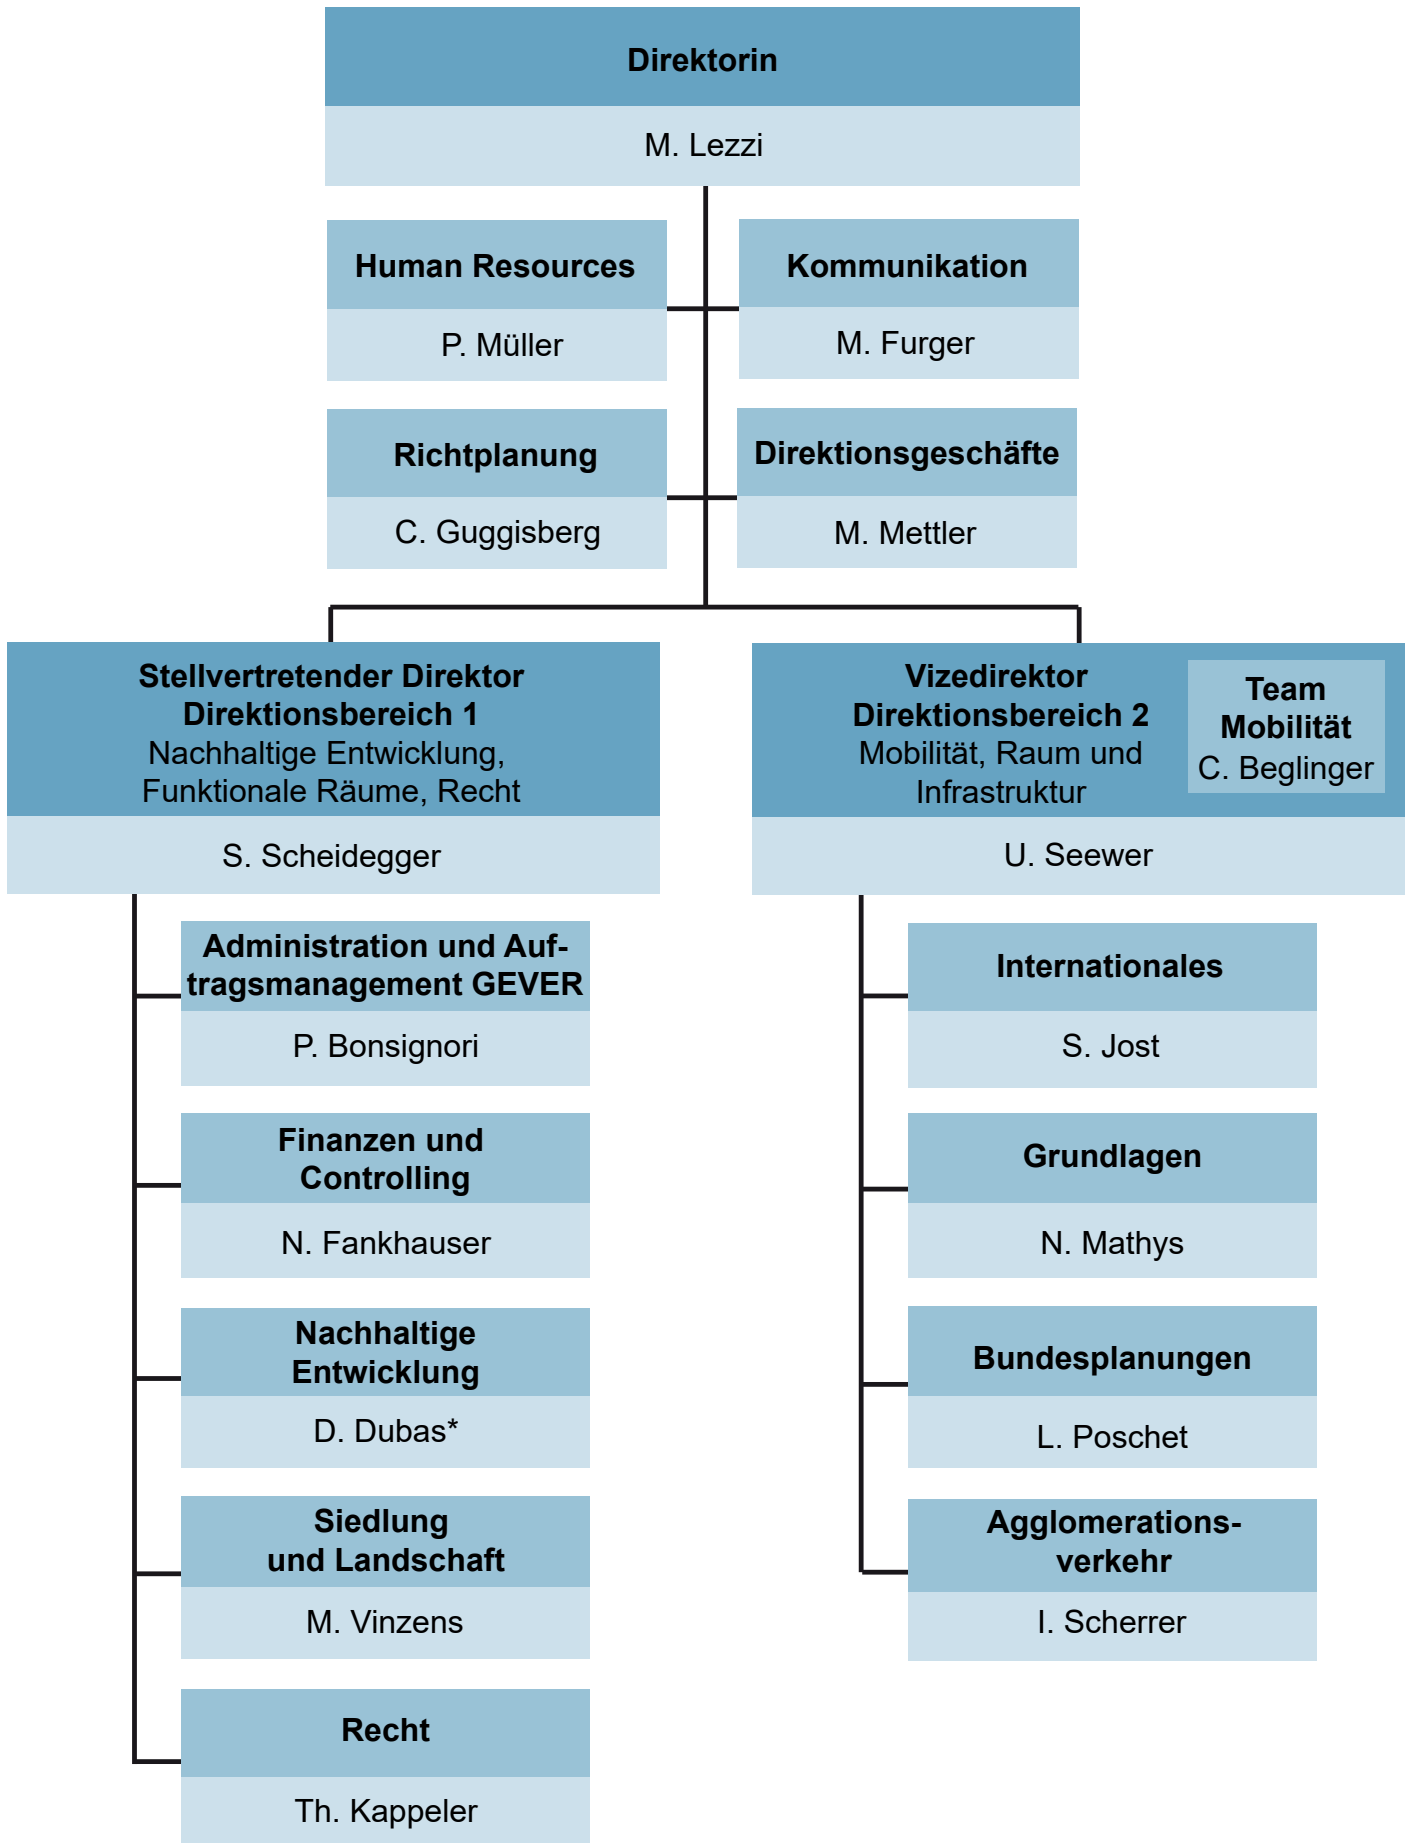 Direktorin
M. Lezzi
Human Resources
P. Müller
Kommunikation
M. Furger
Richtplanung
C. Guggisberg
Direktionsgeschäfte
M. Mettler
Stellvertretender Direktor
Direktionsbereich 1
Nachhaltige Entwicklung,
Funktionale Räume, Recht
S. Scheidegger
Administration und Auf-
tragsmanagement GEVER
P. Bonsignori
Finanzen und
Controlling
N. Fankhauser
Nachhaltige
Entwicklung
D. Dubas*
Siedlung
und Landschaft
M. Vinzens
Recht
Th. Kappeler
Vizedirektor
Direktionsbereich 2
Mobilität, Raum und
Infrastruktur
Team
Mobilität
C. Beglinger
U. Seewer
Internationales
S. Jost
Grundlagen
N. Mathys
Bundesplanungen
L. Poschet
Agglomerations-
verkehr
I. Scherrer